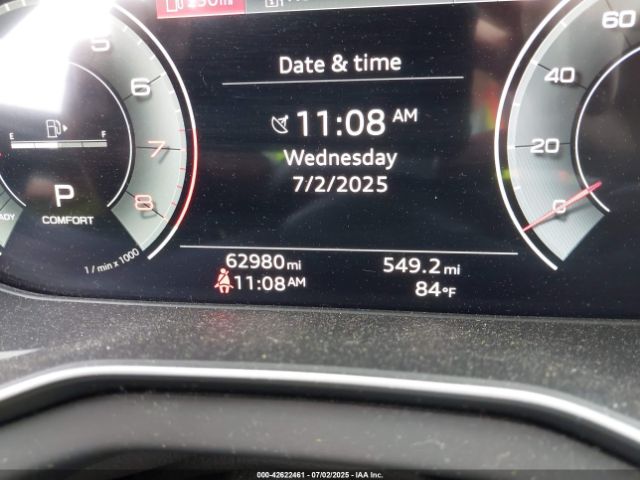 Date & time
11:08 AM
Wednesday
7/2/2025
62980 mi
11:08 AM
549.2 mi
84°F
5
6
7
8
E F
P
COMFORT
1 / min x 1000
60
40
20
0
000-42622461 - 07/02/2025 - IAA Inc.